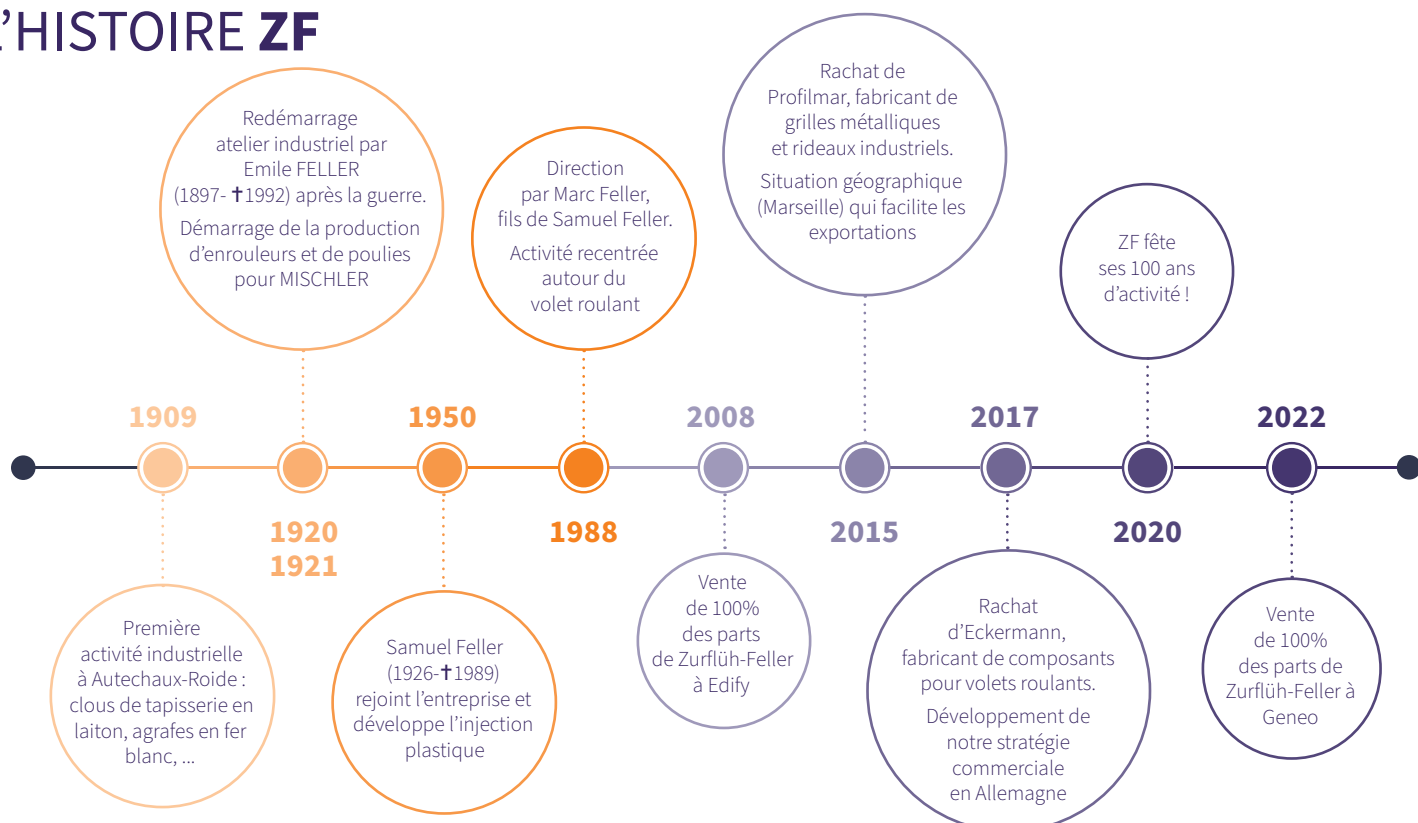 L'HISTOIRE ZF
1909
Première
activité industrielle
à Autechaux-Roide :
clous de tapisserie en
laiton, agrafes en fer
blanc, ...
1920
1921
Redémarrage
atelier industriel par
Emile FELLER
(1897- ✝1992) après la guerre.
Démarrage de la production
d’enrouleurs et de poulies
pour MISCHLER
1950
Samuel Feller
(1926-✝1989)
rejoint l’entreprise et
développe l’injection
plastique
1988
Direction
par Marc Feller,
fils de Samuel Feller.
Activité recentrée
autour du
volet roulant
2008
Vente
de 100%
des parts
de Zurflüh-Feller
à Edify
2015
Rachat de
Profilmar, fabricant de
grilles métalliques
et rideaux industriels.
Situation géographique
(Marseille) qui facilite les
exportations
2017
Rachat
d’Eckermann,
fabricant de composants
pour volets roulants.
Développement de
notre stratégie
commerciale
en Allemagne
2020
ZF fête
ses 100 ans
d’activité !
2022
Vente
de 100%
des parts de
Zurflüh-Feller à
Geneo